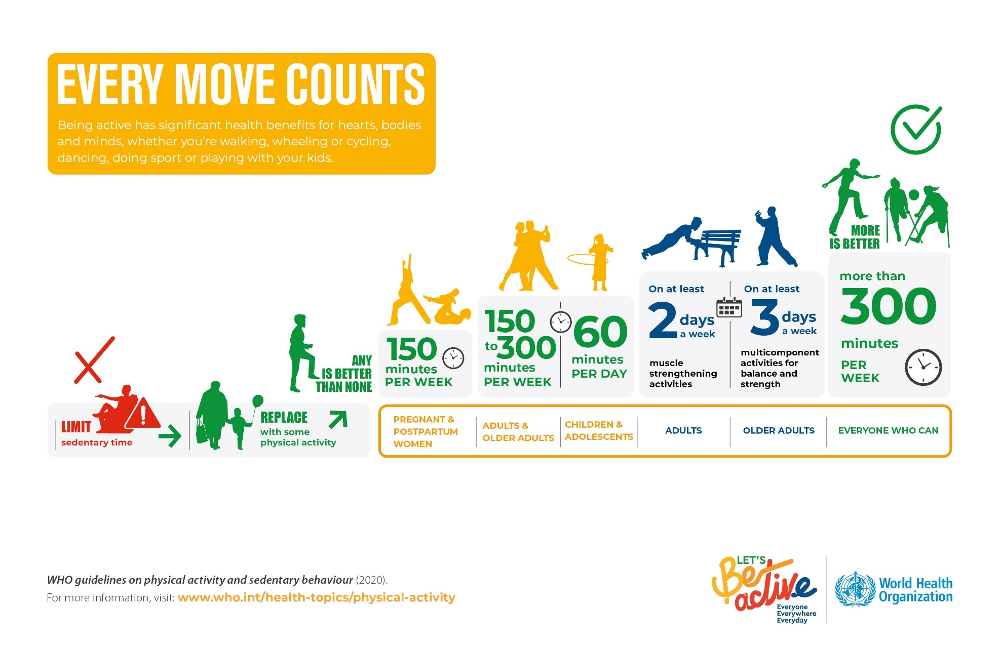 EVERY MOVE COUNTS
Being active has significant health benefits for hearts, bodies
and minds, whether you're walking, wheeling or cycling,
dancing, doing sport or playing with your kids.
LIMIT
sedentary time
REPLACE
with some
physical activity
ANY
IS BETTER
THAN NONE
150
minutes
PER WEEK
PREGNANT &
POSTPARTUM
WOMEN
150
to 300
minutes
PER WEEK
ADULTS &
OLDER ADULTS
60
minutes
PER DAY
CHILDREN &
ADOLESCENTS
On at least
2 days
a week
muscle
strengthening
activities
ADULTS
On at least
3 days
a week
multicomponent
activities for
balance and
strength
OLDER ADULTS
MORE
IS BETTER
more than
300
minutes
PER
WEEK
EVERYONE WHO CAN
WHO guidelines on physical activity and sedentary behaviour (2020).
For more information, visit: www.who.int/health-topics/physical-activity
LET'S
Be
active
Everyone
Everywhere
Everyday
World Health
Organization